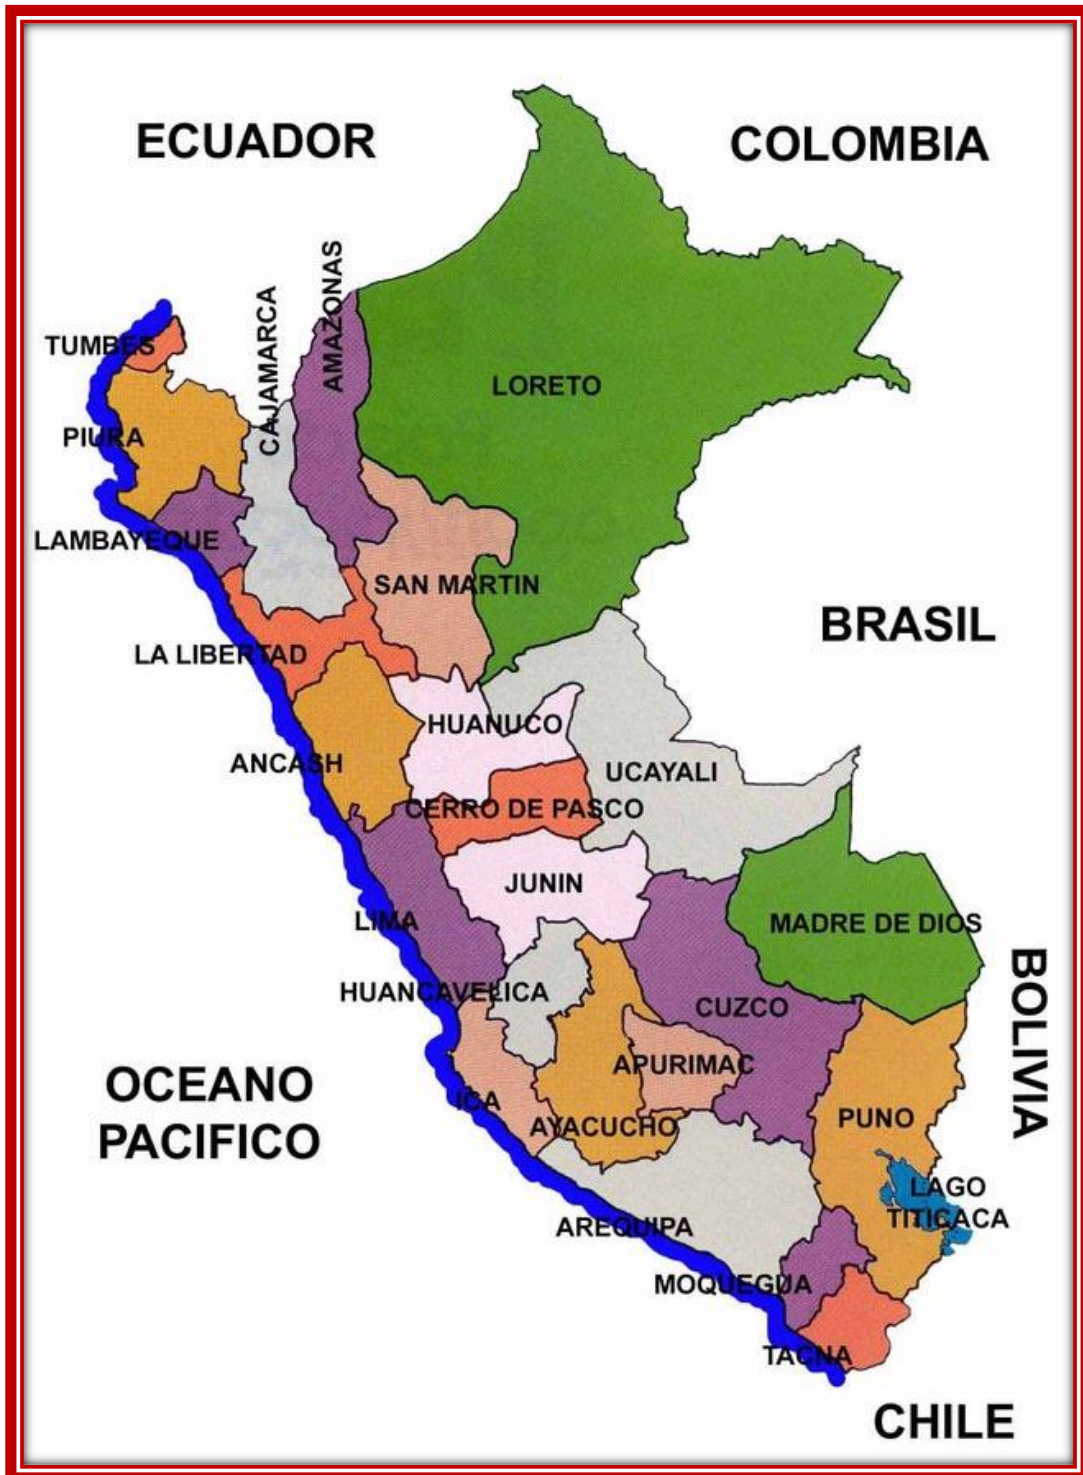 ECUADOR
COLOMBIA
AMAZONAS
CAJAMARCA
TUMBES
LORETO
PIURA
LAMBAYEQUE
SAN MARTIN
BRASIL
LA LIBERTAD
HUANUCO
ANCASH
UCAYALI
CERRO DE PASCO
JUNIN
LIMA
MADRE DE DIOS
HUANCAVELICA
CUZCO
BOLIVIA
APURIMAC
OCEANO
PACIFICO
ICA
AYACUCHO
PUNO
LAGO
TITICACA
AREQUIPA
MOQUEGUA
TACNA
CHILE